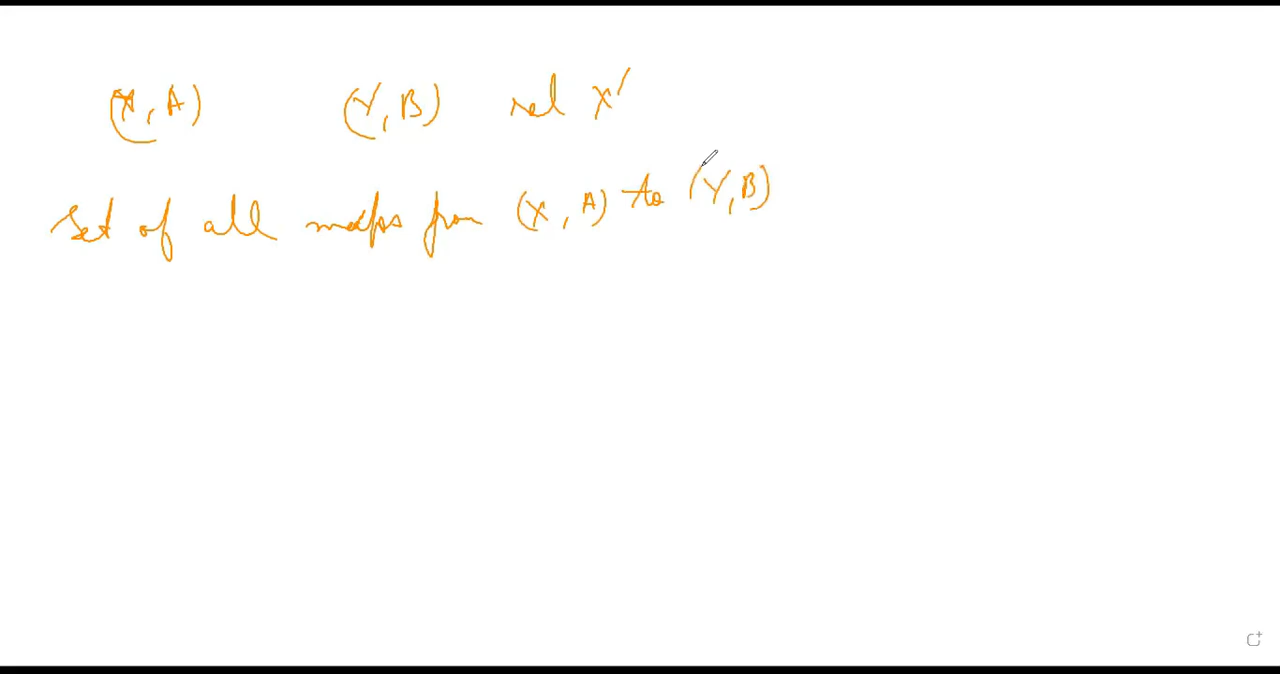 (X, A) (Y, B) rel X'
set of all maps from (X, A) to (Y, B)